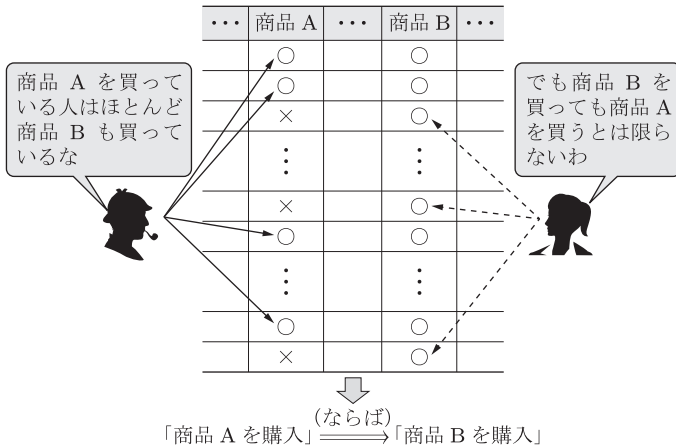 ··· 商品 A ··· 商品 B ···
○ ○
○ ○
× ○
⋮ ⋮
× ○
○ ○
⋮ ⋮
○ ○
× ○
商品 A を買って
いる人はほとんど
商品 B も買って
いるな
でも商品 B を
買っても商品 A
を買うとは限ら
ないわ
(ならば)
「商品 A を購入」⟹「商品 B を購入」